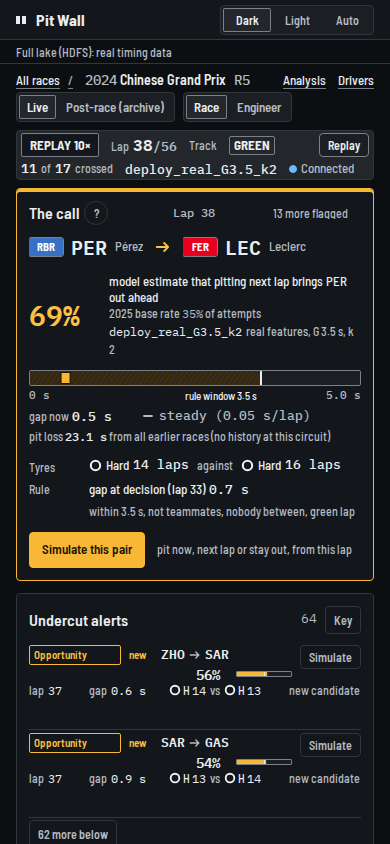 Pit Wall
Dark Light Auto
Full lake (HDFS): real timing data
All races / 2024 Chinese Grand Prix R5 Analysis Drivers
Live Post-race (archive) Race Engineer
REPLAY 10× Lap 38/56 Track GREEN Replay
11 of 17 crossed deploy_real_G3.5_k2 Connected
The call ? Lap 38 13 more flagged
RBR PER Pérez → FER LEC Leclerc
69%
model estimate that pitting next lap brings PER
out ahead
2025 base rate 35% of attempts
deploy_real_G3.5_k2 real features, G 3.5, k
2
0 s rule window 3.5 s 5.0 s
gap now 0.5 s — steady (0.05 s/lap)
pit loss 23.1 s from all earlier races (no history at this circuit)
Tyres Hard 14 laps against Hard 16 laps
Rule gap at decision (lap 33) 0.7 s
within 3.5 s, not teammates, nobody between, green lap
Simulate this pair pit now, next lap or stay out, from this lap
Undercut alerts 64 Key
Opportunity new ZHO → SAR Simulate
56%
lap 37 gap 0.6 s H 14 vs H 13 new candidate
Opportunity new SAR → GAS Simulate
54%
lap 37 gap 0.9 s H 13 vs H 14 new candidate
62 more below